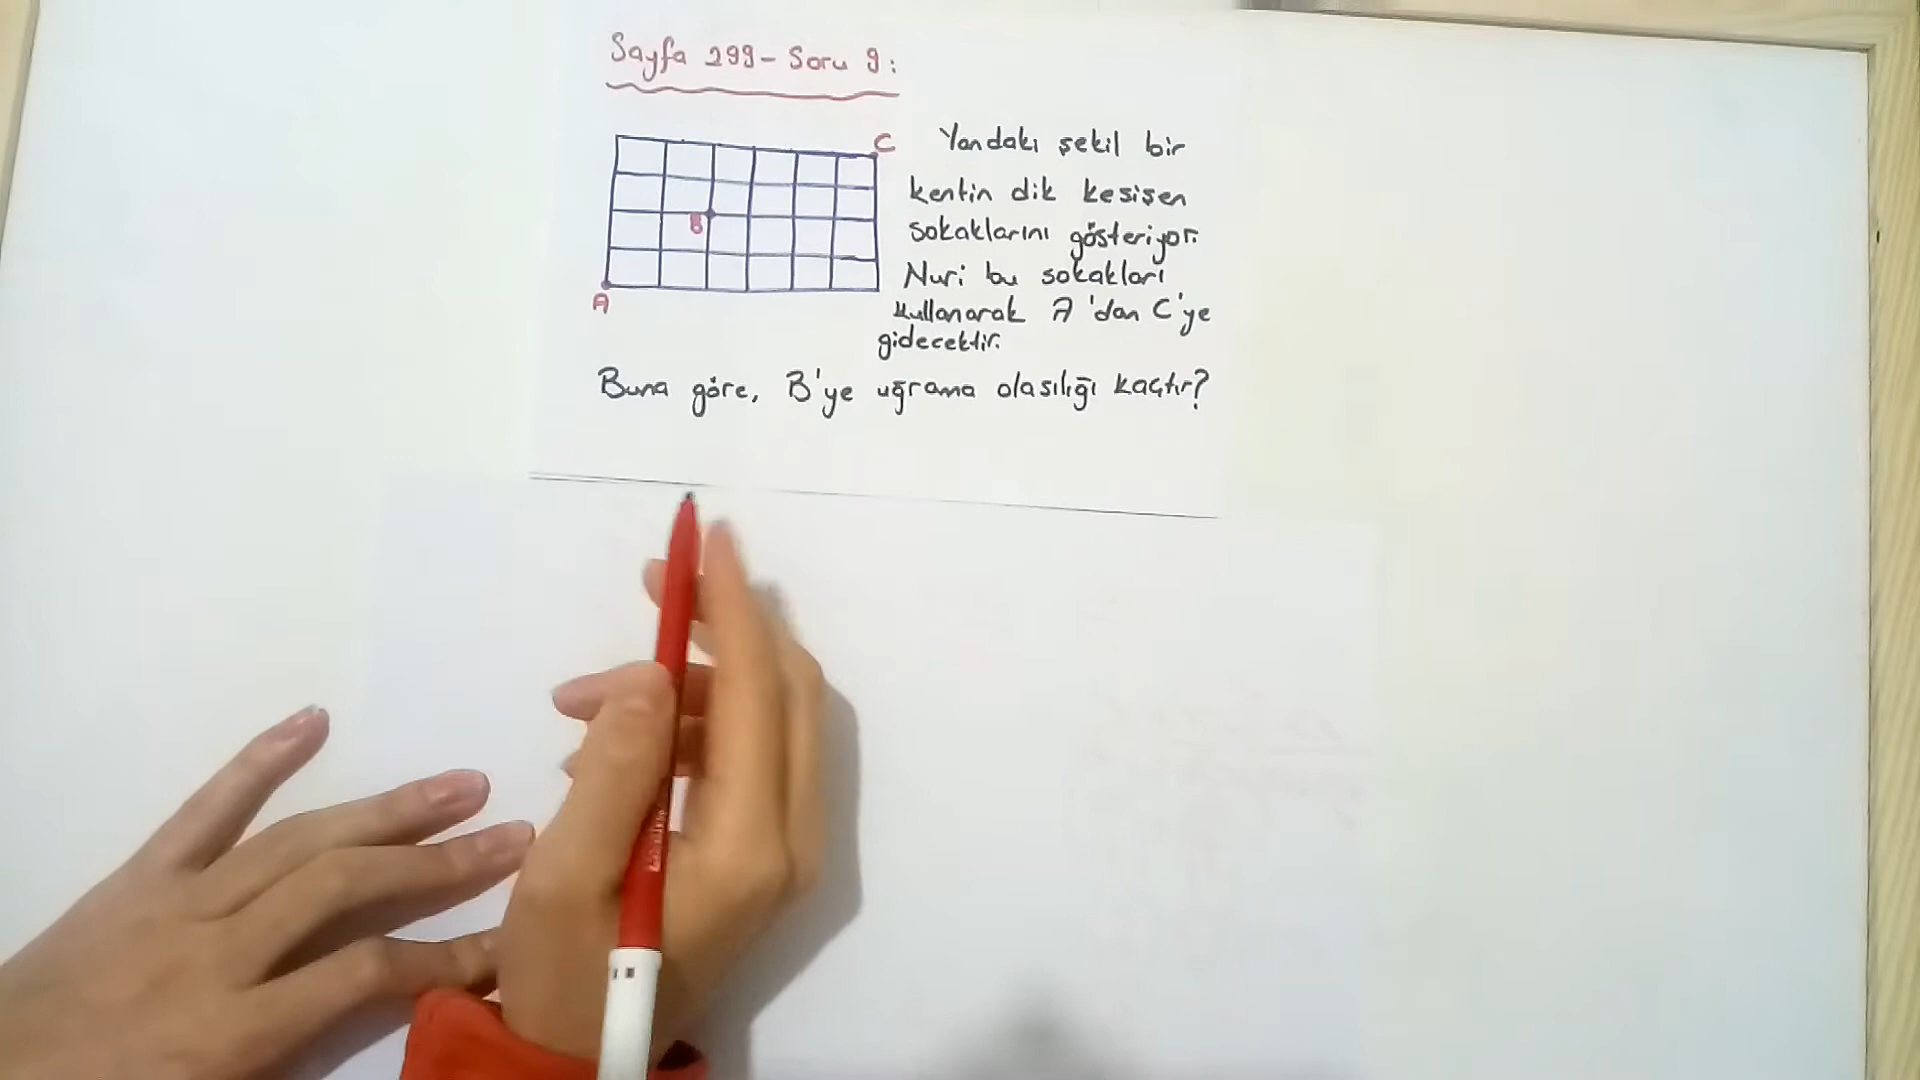 Sayfa 299- Soru 9:
C
B
A
Yandaki şekil bir
kentin dik kesişen
sokaklarını gösteriyor.
Nuri bu sokakları
kullanarak A'dan C'ye
gidecektir.
Buna göre, B'ye uğrama olasılığı kaçtır?